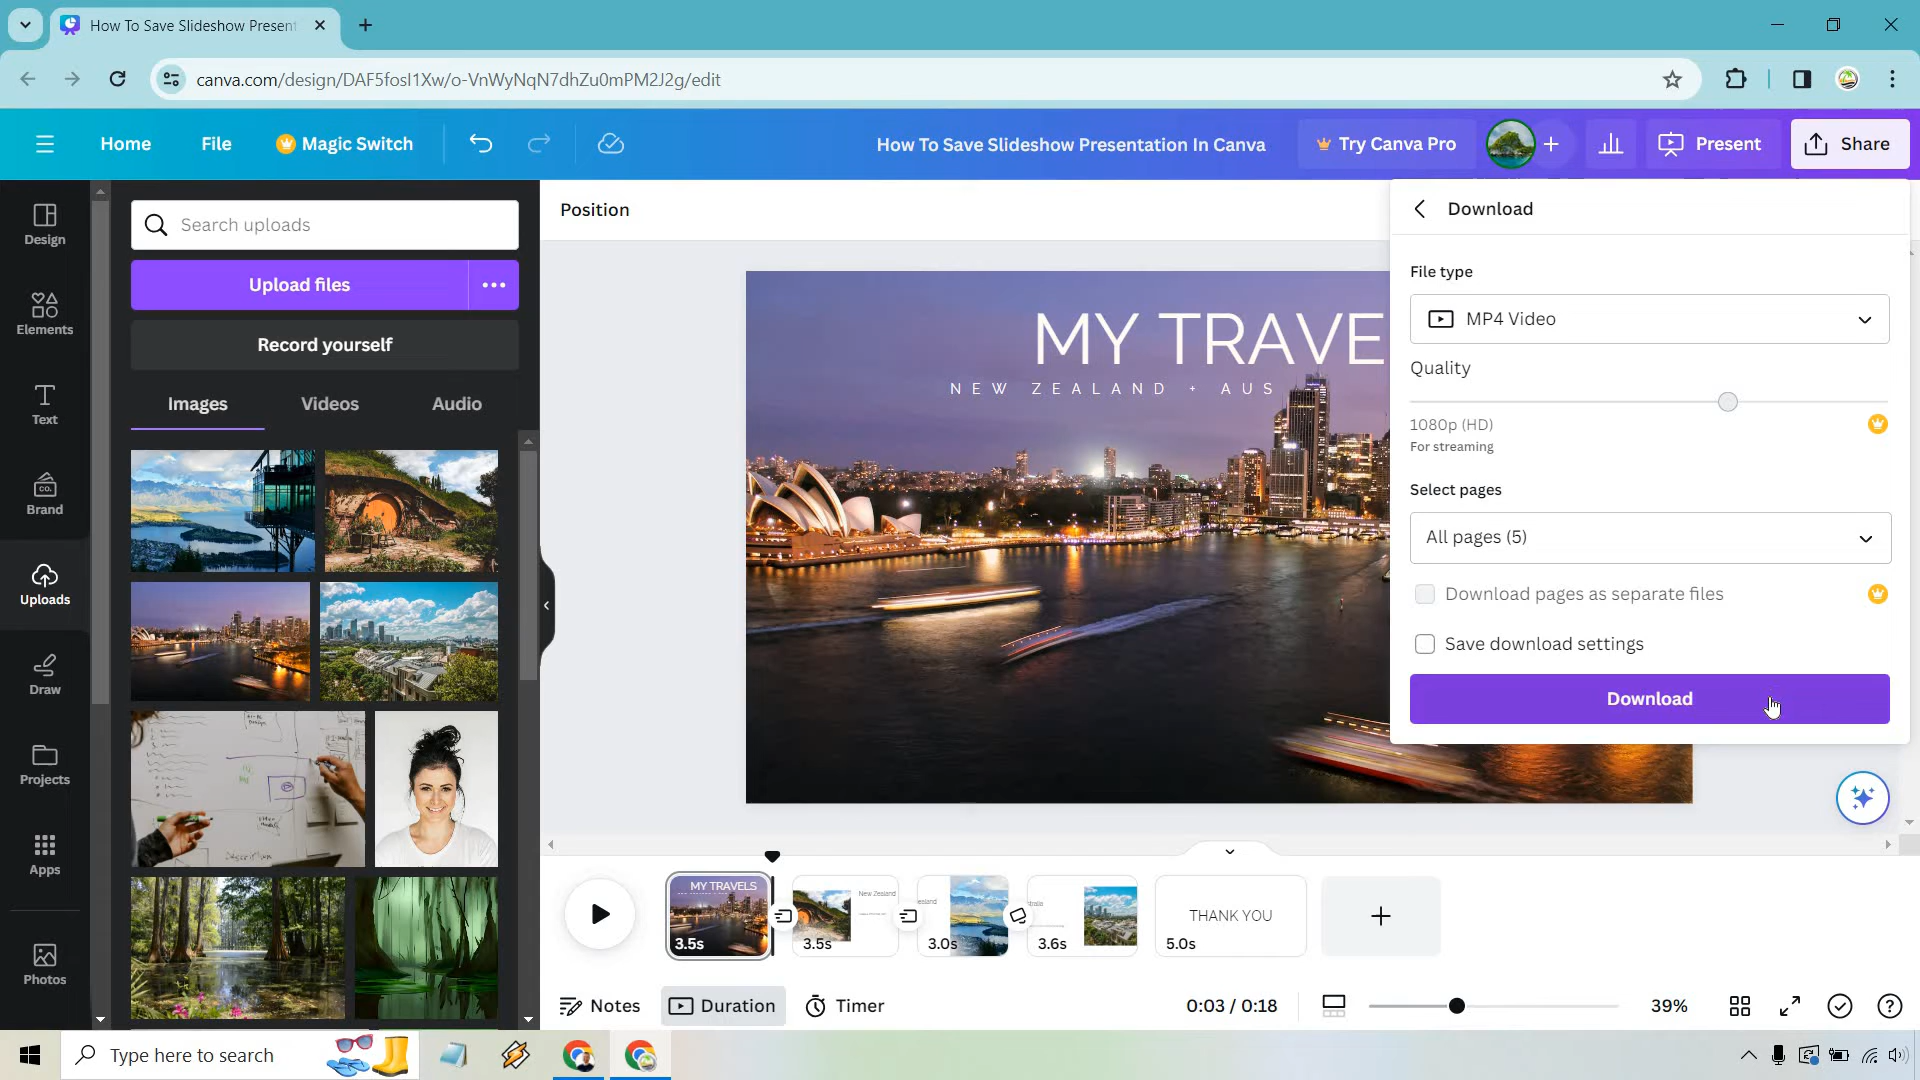 How To Save Slideshow Present
canva.com/design/DAF5fosI1Xw/o-VnWyNqN7dhZu0mPM2J2g/edit
Home
File
Magic Switch
How To Save Slideshow Presentation In Canva
Try Canva Pro
Present
Share
Design
Elements
Text
Brand
Uploads
Draw
Projects
Apps
Photos
Search uploads
Upload files
Record yourself
Images
Videos
Audio
Position
MY TRAVE
NEW ZEALAND + AUS
Download
File type
MP4 Video
Quality
1080p (HD)
For streaming
Select pages
All pages (5)
Download pages as separate files
Save download settings
Download
MY TRAVELS
3.5s
New Zealand
3.5s
ealand
3.0s
tralia
3.6s
THANK YOU
5.0s
Notes
Duration
Timer
0:03 / 0:18
39%
Type here to search